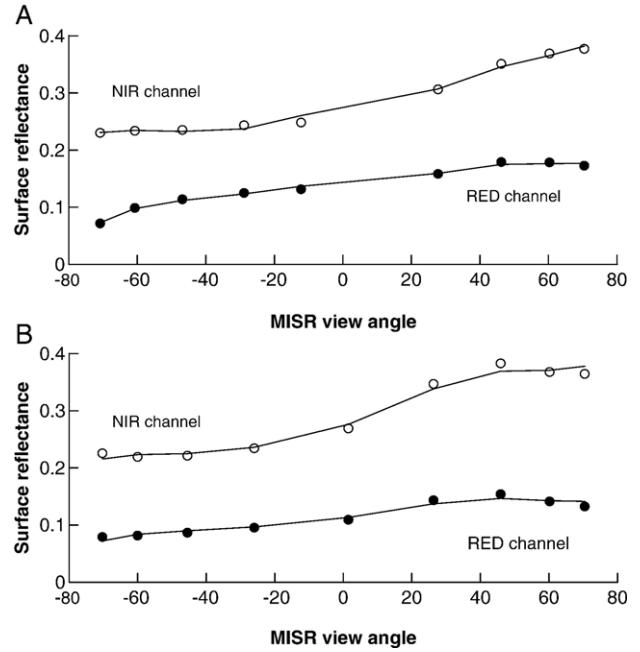 A
0.4
0.3
0.2
0.1
0
Surface reflectance
NIR channel
RED channel
-80 -60 -40 -20 0 20 40 60 80
MISR view angle
B
0.4
0.3
0.2
0.1
0
Surface reflectance
NIR channel
RED channel
-80 -60 -40 -20 0 20 40 60 80
MISR view angle